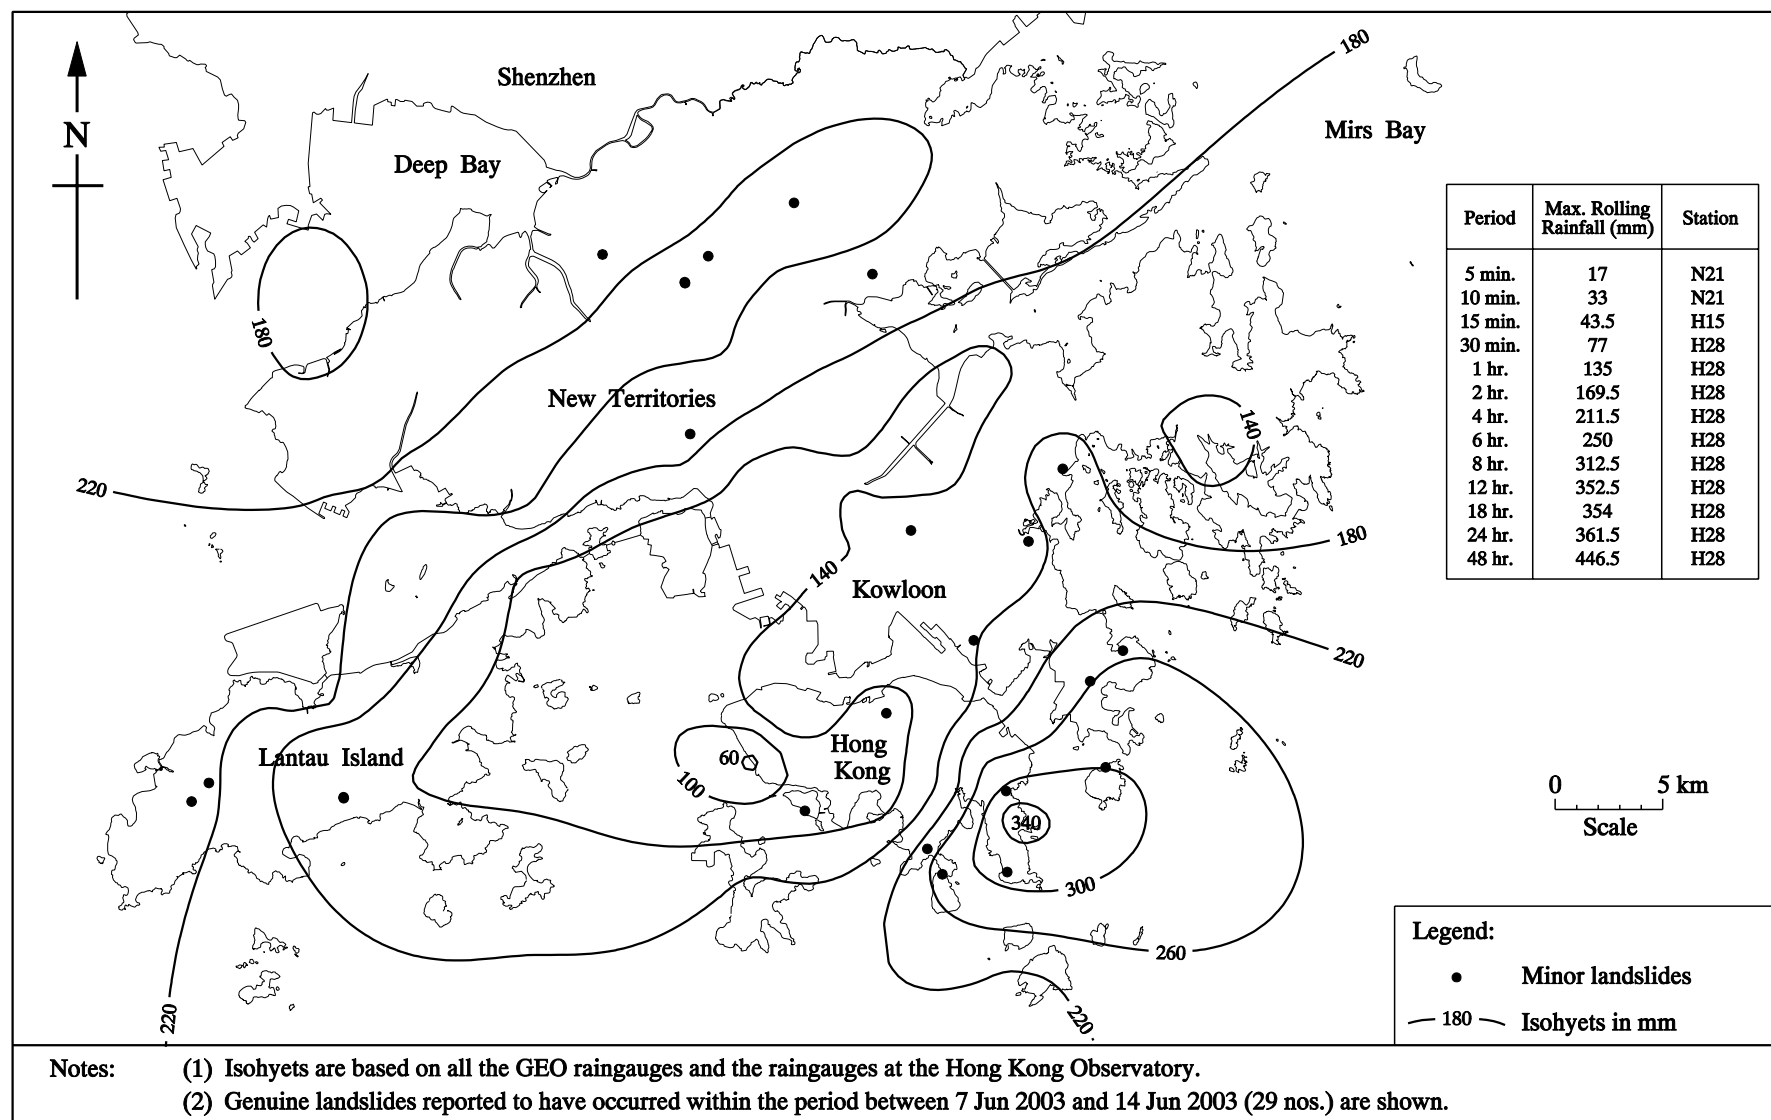 180
Shenzhen
Mirs Bay
N
Deep Bay
180
Period Max. Rolling Rainfall (mm) Station
5 min. 17 N21
10 min. 33 N21
15 min. 43.5 H15
30 min. 77 H28
1 hr. 135 H28
2 hr. 169.5 H28
4 hr. 211.5 H28
6 hr. 250 H28
8 hr. 312.5 H28
12 hr. 352.5 H28
18 hr. 354 H28
24 hr. 361.5 H28
48 hr. 446.5 H28
New Territories
140
220
180
140
Kowloon
220
Lantau Island
60
Hong
Kong
100
340
300
260
220
220
0 5 km
Scale
Legend:
Minor landslides
180 Isohyets in mm
Notes: (1) Isohyets are based on all the GEO raingauges and the raingauges at the Hong Kong Observatory.
(2) Genuine landslides reported to have occurred within the period between 7 Jun 2003 and 14 Jun 2003 (29 nos.) are shown.